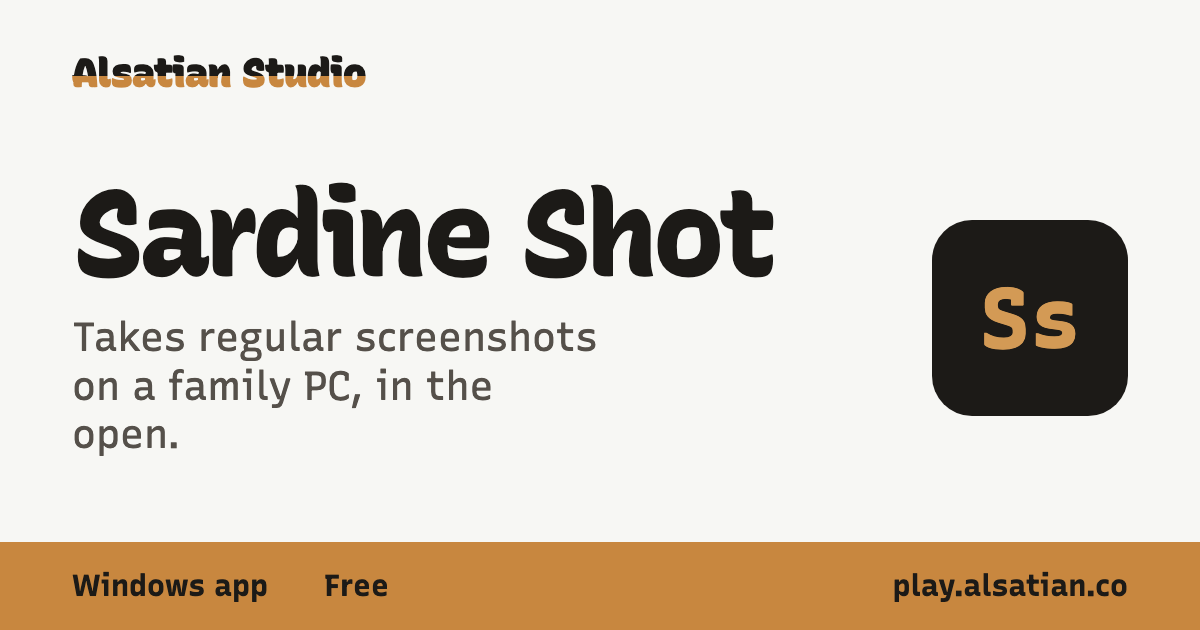 Alsatian Studio
Sardine Shot
Takes regular screenshots
on a family PC, in the
open.
Ss
Windows app Free play.alsatian.co